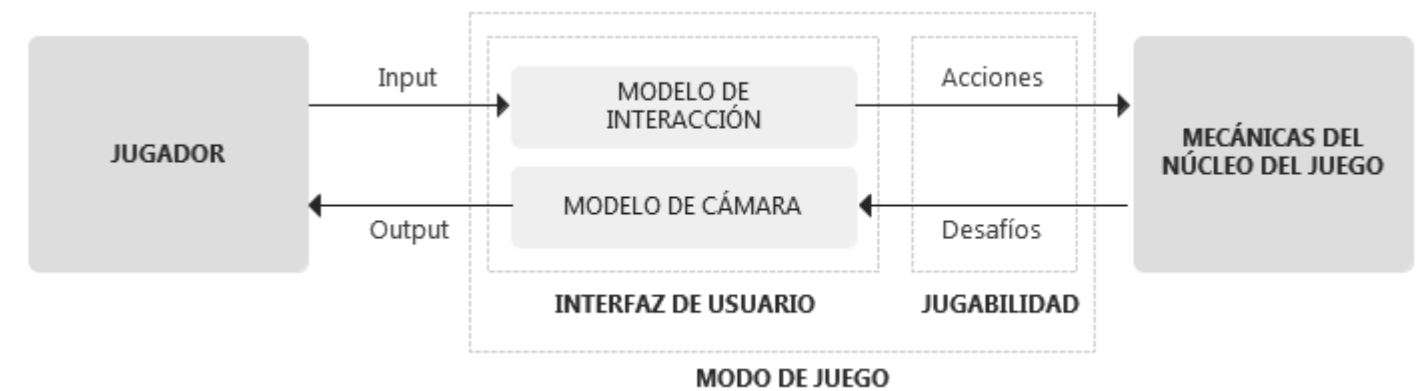 JUGADOR
Input
Output
MODELO DE
INTERACCIÓN
MODELO DE CÁMARA
INTERFAZ DE USUARIO
Acciones
Desafíos
JUGABILIDAD
MODO DE JUEGO
MECÁNICAS DEL
NÚCLEO DEL JUEGO